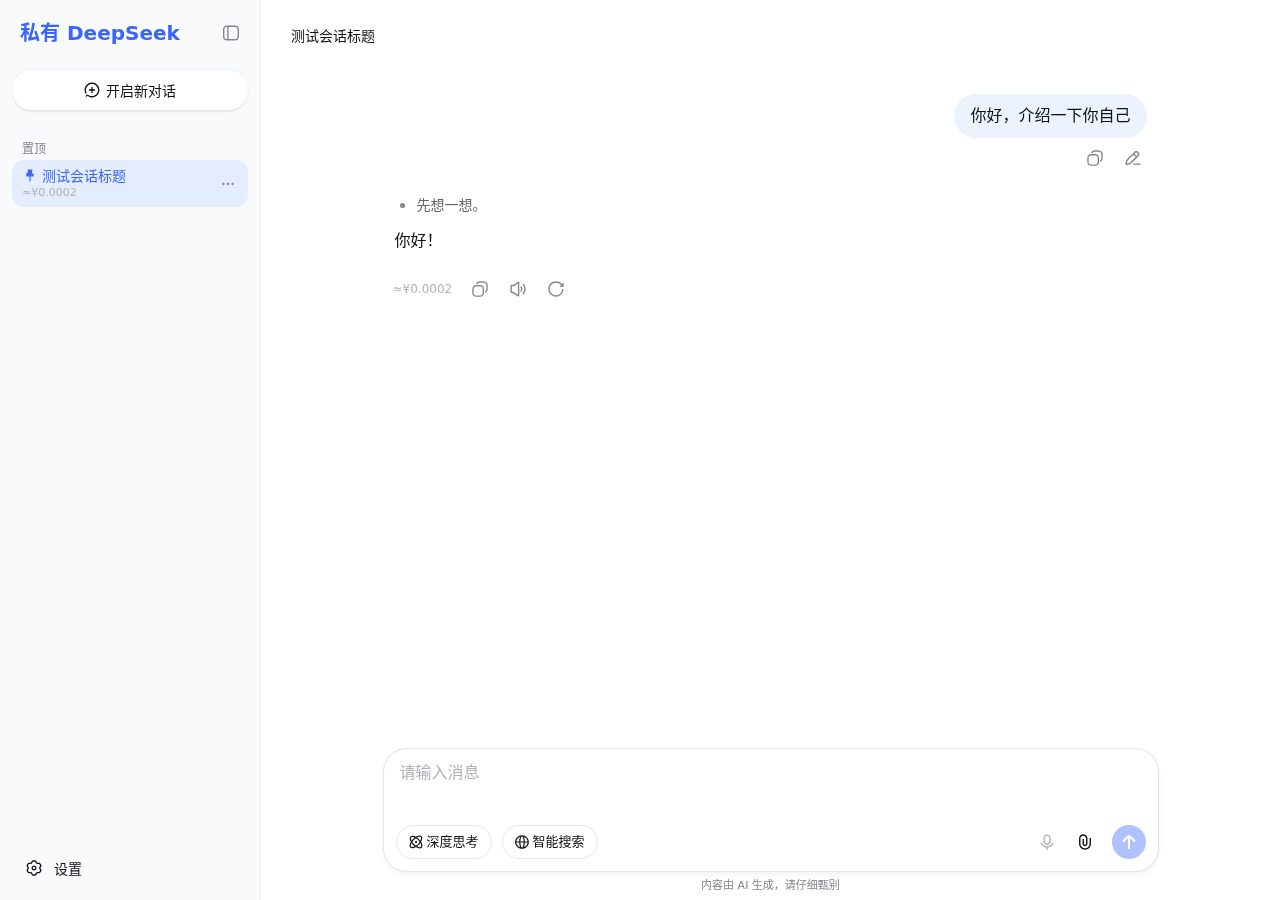 私有 DeepSeek
开启新对话
置顶
测试会话标题
≈¥0.0002
设置
测试会话标题
你好，介绍一下你自己
先想一想。
你好！
≈¥0.0002
请输入消息
深度思考
智能搜索
内容由 AI 生成，请仔细甄别